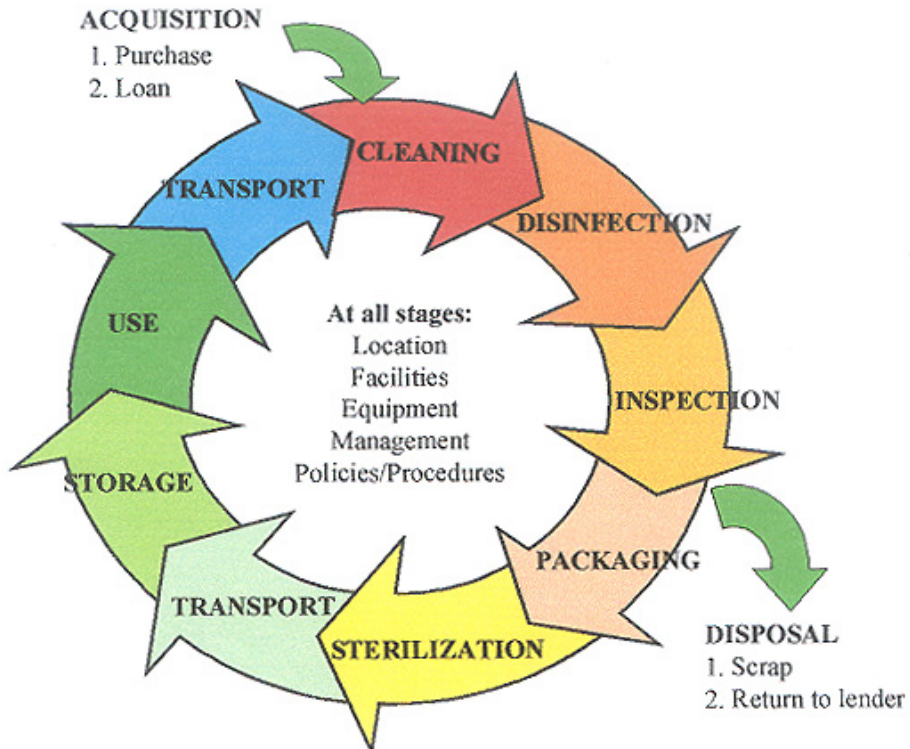 ACQUISITION
1. Purchase
2. Loan
CLEANING
TRANSPORT
DISINFECTION
USE
At all stages:
Location
Facilities
Equipment
Management
Policies/Procedures
INSPECTION
STORAGE
PACKAGING
TRANSPORT
STERILIZATION
DISPOSAL
1. Scrap
2. Return to lender